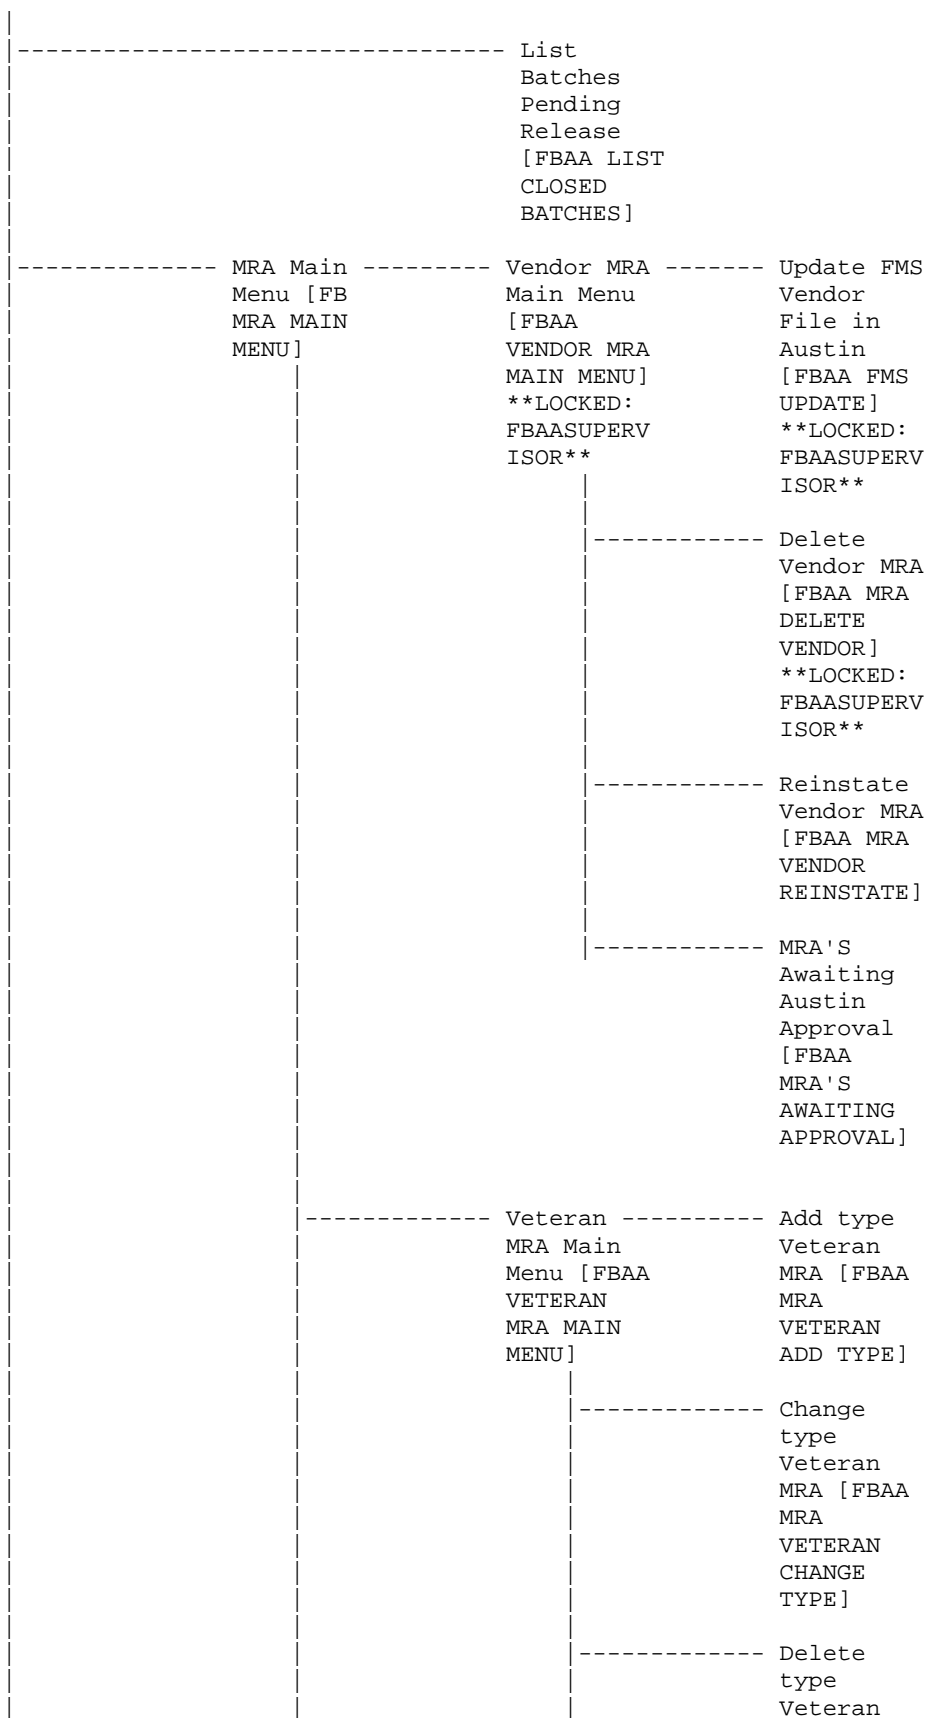 List
Batches
Pending
Release
[FBAA LIST
CLOSED
BATCHES]
MRA Main
Menu [FB
MRA MAIN
MENU]
Vendor MRA
Main Menu
[FBAA
VENDOR MRA
MAIN MENU]
**LOCKED:
FBAASUPERV
ISOR**
Update FMS
Vendor
File in
Austin
[FBAA FMS
UPDATE]
**LOCKED:
FBAASUPERV
ISOR**
Delete
Vendor MRA
[FBAA MRA
DELETE
VENDOR]
**LOCKED:
FBAASUPERV
ISOR**
Reinstate
Vendor MRA
[FBAA MRA
VENDOR
REINSTATE]
MRA'S
Awaiting
Austin
Approval
[FBAA
MRA'S
AWAITING
APPROVAL]
Veteran
MRA Main
Menu [FBAA
VETERAN
MRA MAIN
MENU]
Add type
Veteran
MRA [FBAA
MRA
VETERAN
ADD TYPE]
Change
type
Veteran
MRA [FBAA
MRA
VETERAN
CHANGE
TYPE]
Delete
type
Veteran